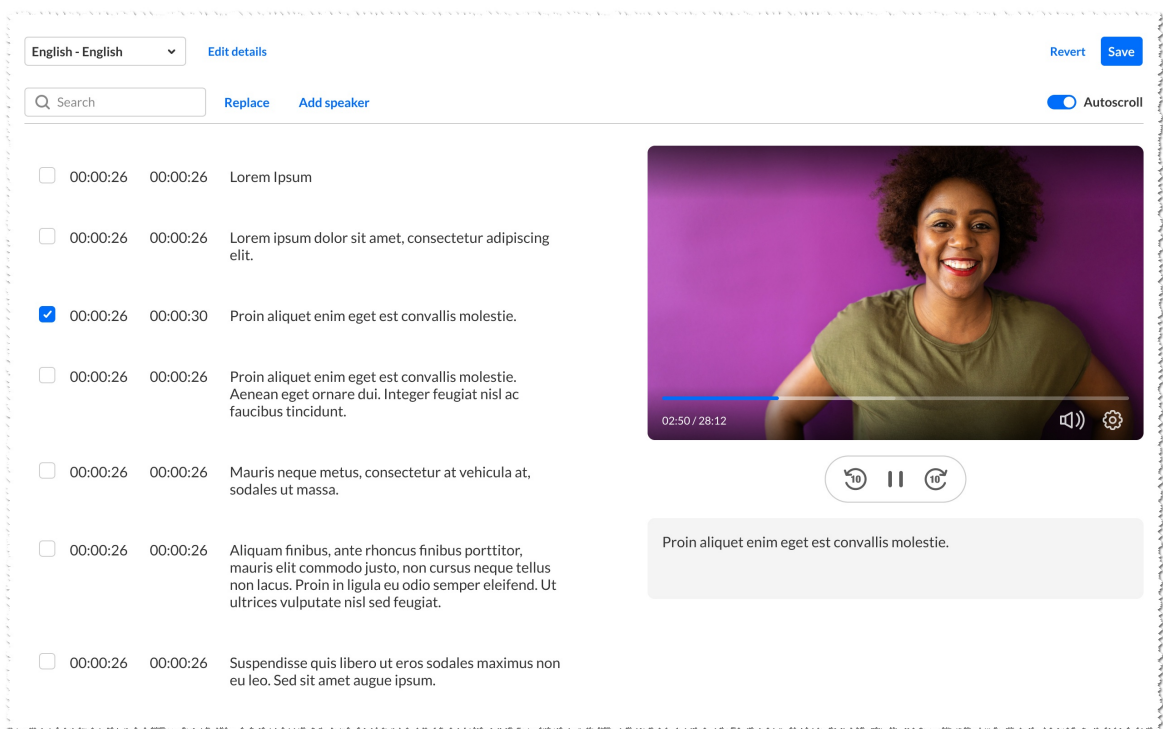 English - English
Edit details
Revert
Save
Search
Replace
Add speaker
Autoscroll
00:00:26 00:00:26 Lorem Ipsum
00:00:26 00:00:26 Lorem ipsum dolor sit amet, consectetur adipiscing
elit.
00:00:26 00:00:30 Proin aliquet enim eget est convallis molestie.
00:00:26 00:00:26 Proin aliquet enim eget est convallis molestie.
Aenean eget ornare dui. Integer feugiat nisl ac
faucibus tincidunt.
00:00:26 00:00:26 Mauris neque metus, consectetur at vehicula at,
sodales ut massa.
00:00:26 00:00:26 Aliquam finibus, ante rhoncus finibus porttitor,
mauris elit commodo justo, non cursus neque tellus
non lacus. Proin in ligula eu odio semper eleifend. Ut
ultrices vulputate nisl sed feugiat.
00:00:26 00:00:26 Suspendisse quis libero ut eros sodales maximus non
eu leo. Sed sit amet augue ipsum.
02:50 / 28:12
10
10
Proin aliquet enim eget est convallis molestie.